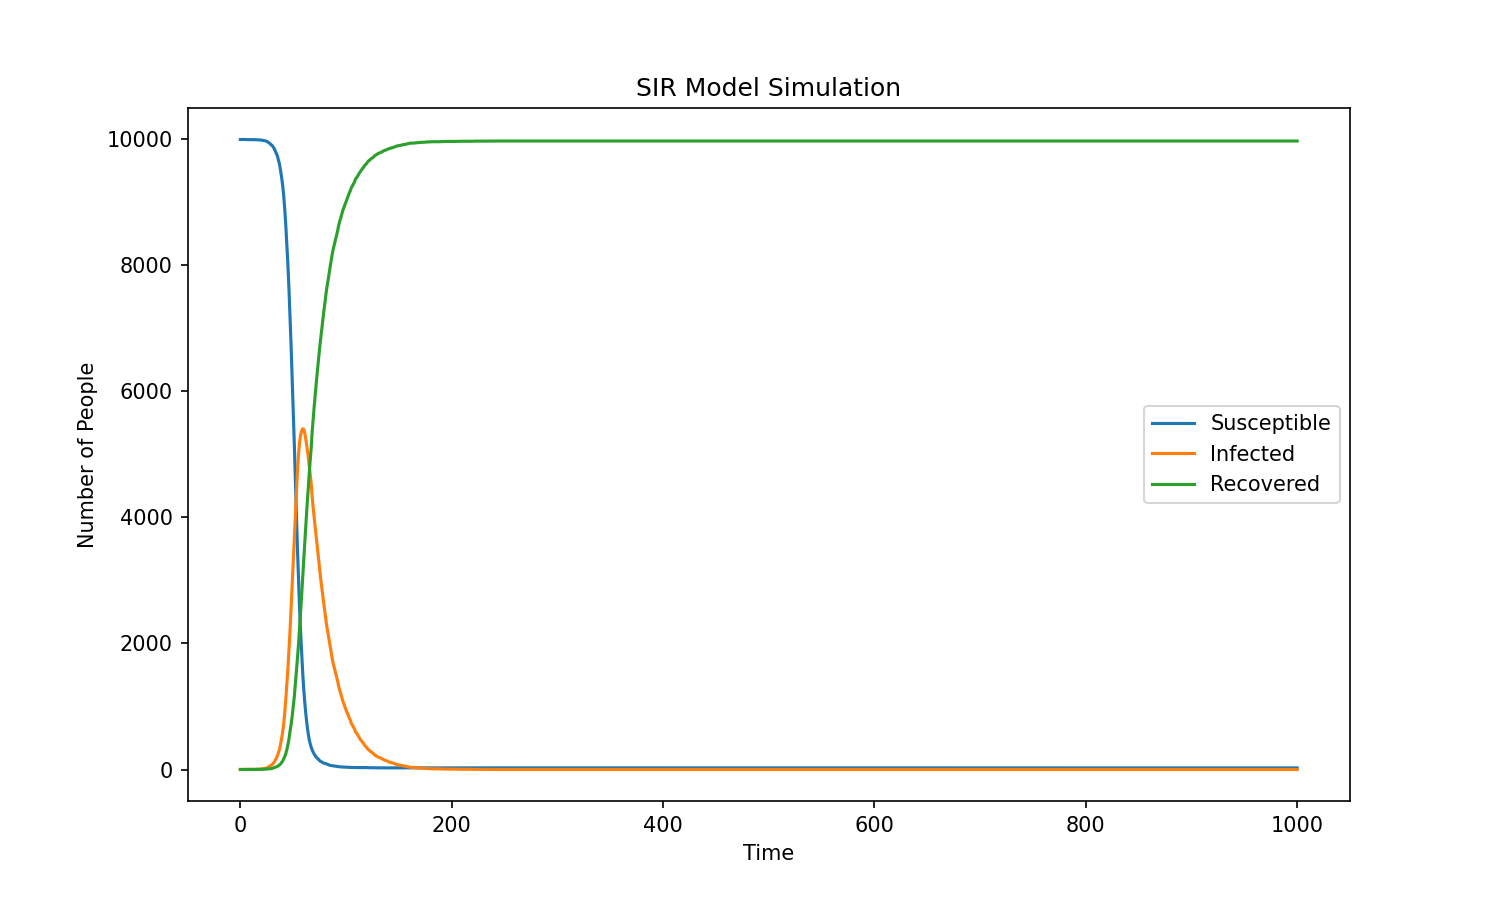 SIR Model Simulation
10000
8000
6000
4000
2000
0
Number of People
Susceptible
Infected
Recovered
0 200 400 600 800 1000
Time